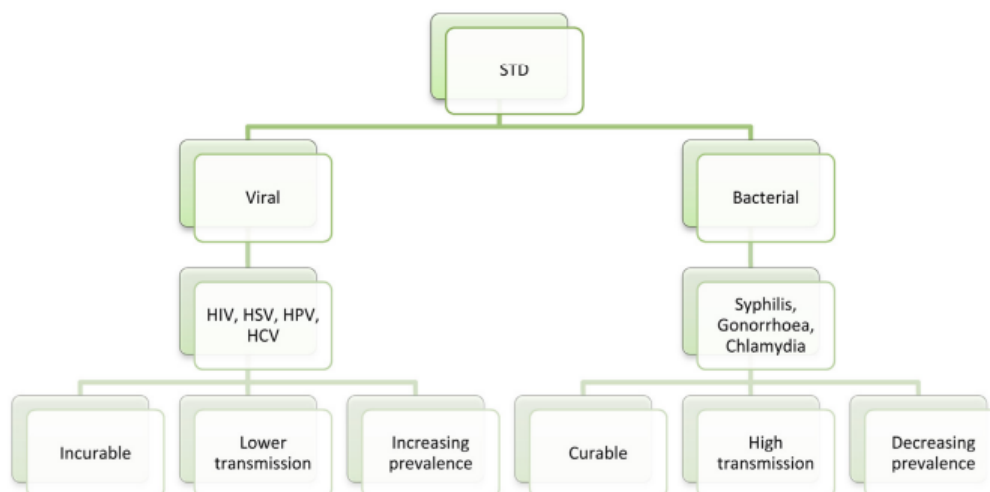 STD
Viral
Bacterial
HIV, HSV, HPV,
HCV
Syphilis,
Gonorrhoea,
Chlamydia
Incurable
Lower
transmission
Increasing
prevalence
Curable
High
transmission
Decreasing
prevalence